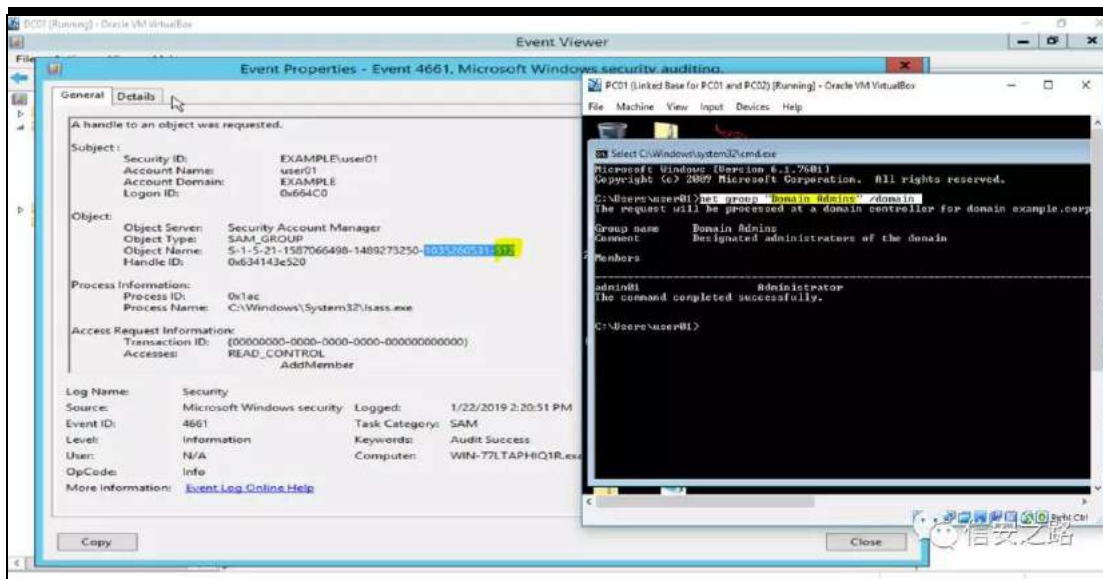 DC01 [Running] - Oracle VM VirtualBox
Event Viewer
File
Event Properties - Event 4661, Microsoft Windows security auditing.
General Details
A handle to an object was requested.
Subject :
Security ID: EXAMPLE\user01
Account Name: user01
Account Domain: EXAMPLE
Logon ID: 0x664C0
Object:
Object Server: Security Account Manager
Object Type: SAM_GROUP
Object Name: S-1-5-21-1587066498-1489273250-1035260531-512
Handle ID: 0x634143e520
Process Information:
Process ID: 0x1ac
Process Name: C:\Windows\System32\lsass.exe
Access Request Information:
Transaction ID: {00000000-0000-0000-0000-000000000000}
Accesses: READ_CONTROL
AddMember
Log Name: Security
Source: Microsoft Windows security Logged: 1/22/2019 2:20:51 PM
Event ID: 4661 Task Category: SAM
Level: Information Keywords: Audit Success
User: N/A Computer: WIN-77LTAPHIQ1R.exa
OpCode: Info
More Information: Event Log Online Help
Copy Close
PC01 (Linked Base for PC01 and PC02) [Running] - Oracle VM VirtualBox
File Machine View Input Devices Help
Select C:\Windows\system32\cmd.exe
Microsoft Windows [Version 6.1.7601]
Copyright (c) 2009 Microsoft Corporation. All rights reserved.
C:\Users\user01>net group "Domain Admins" /domain
The request will be processed at a domain controller for domain example.corp
Group name Domain Admins
Comment Designated administrators of the domain
Members
admin01 Administrator
The command completed successfully.
C:\Users\user01>
Right Ctrl
信安之路